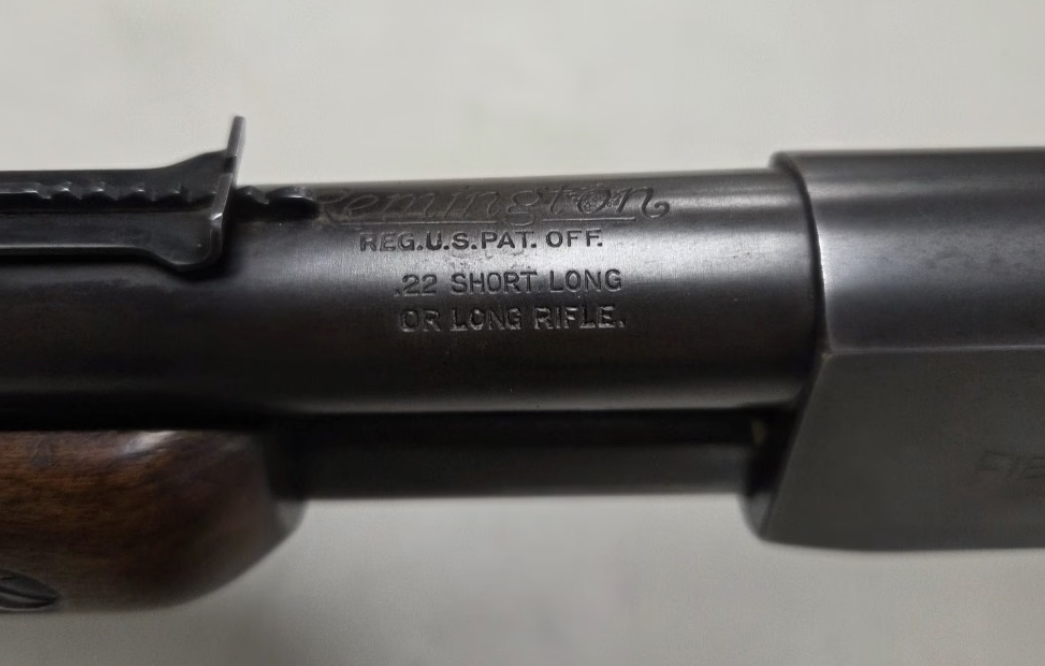 Remington
REG.U.S.PAT. OFF.
.22 SHORT, LONG
OR LONG RIFLE.